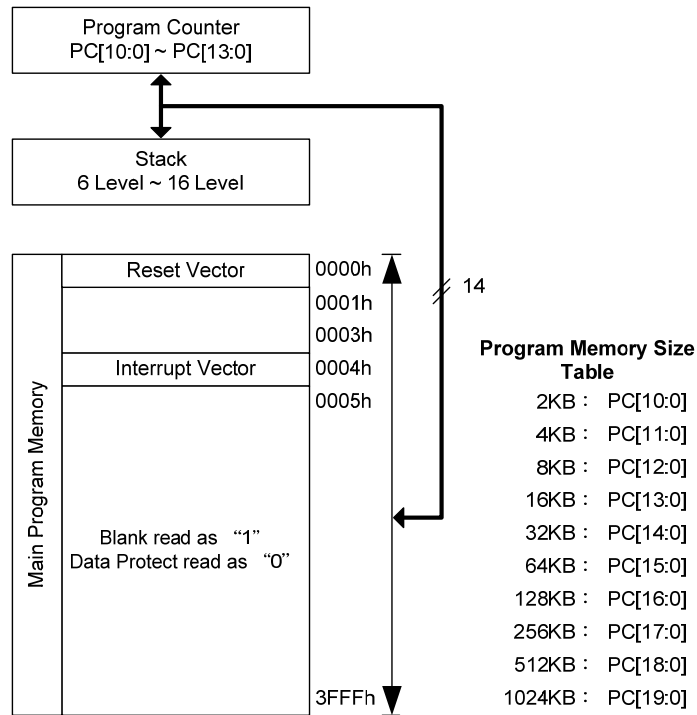 Program Counter
PC[10:0] ~ PC[13:0]
Stack
6 Level ~ 16 Level
14
Main Program Memory
Reset Vector
0000h
0001h
0003h
Interrupt Vector
0004h
0005h
Blank read as “1”
Data Protect read as “0”
3FFFh
Program Memory Size
Table
2KB： PC[10:0]
4KB： PC[11:0]
8KB： PC[12:0]
16KB： PC[13:0]
32KB： PC[14:0]
64KB： PC[15:0]
128KB： PC[16:0]
256KB： PC[17:0]
512KB： PC[18:0]
1024KB： PC[19:0]